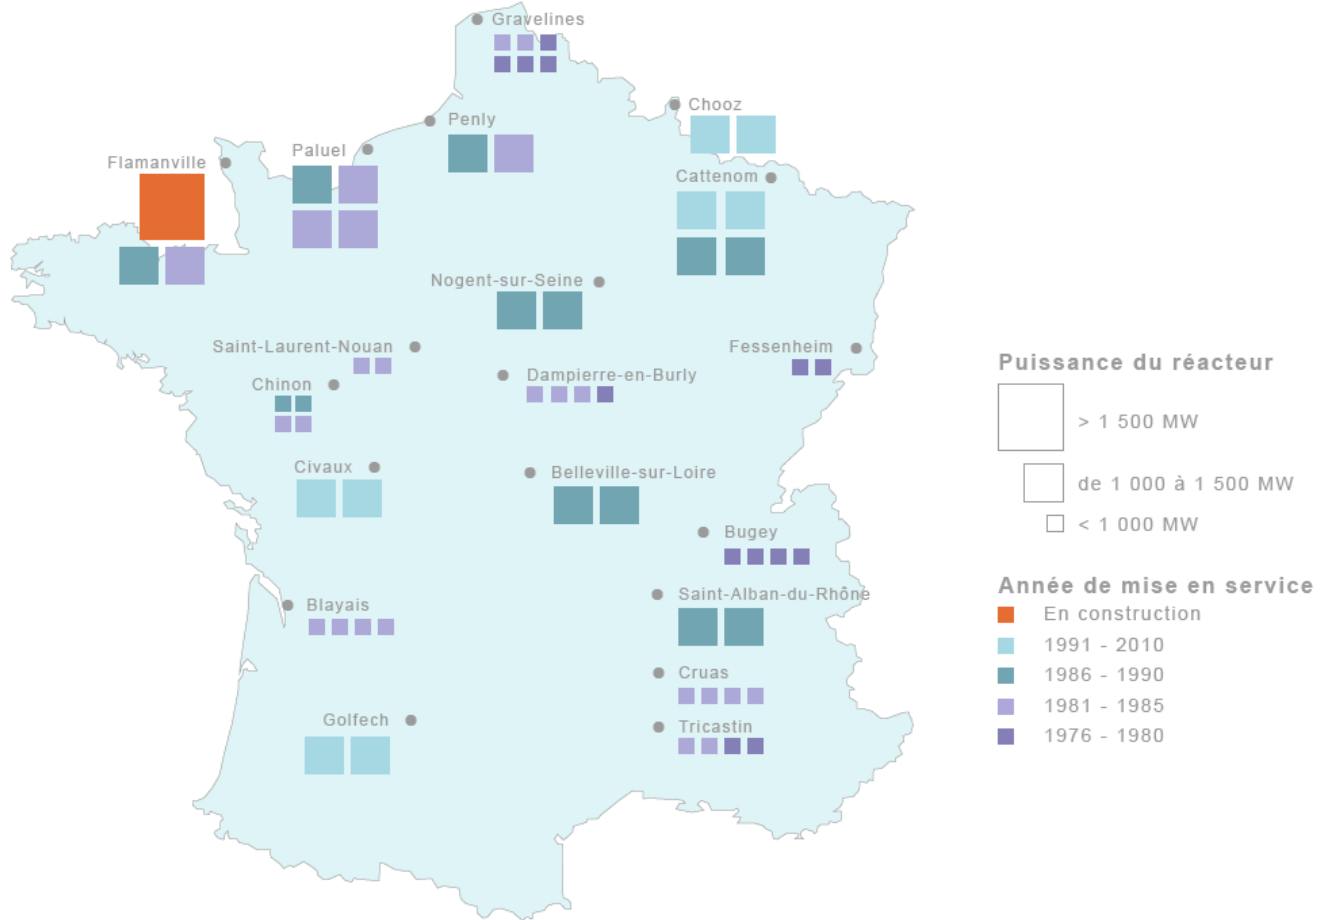 Gravelines
Chooz
Penly
Paluel
Flamanville
Cattenom
Nogent-sur-Seine
Saint-Laurent-Nouan
Fessenheim
Dampierre-en-Burly
Chinon
Civaux
Belleville-sur-Loire
Bugey
Saint-Alban-du-Rhône
Blayais
Cruas
Golfech
Tricastin
Puissance du réacteur
> 1 500 MW
de 1 000 à 1 500 MW
< 1 000 MW
Année de mise en service
En construction
1991 - 2010
1986 - 1990
1981 - 1985
1976 - 1980